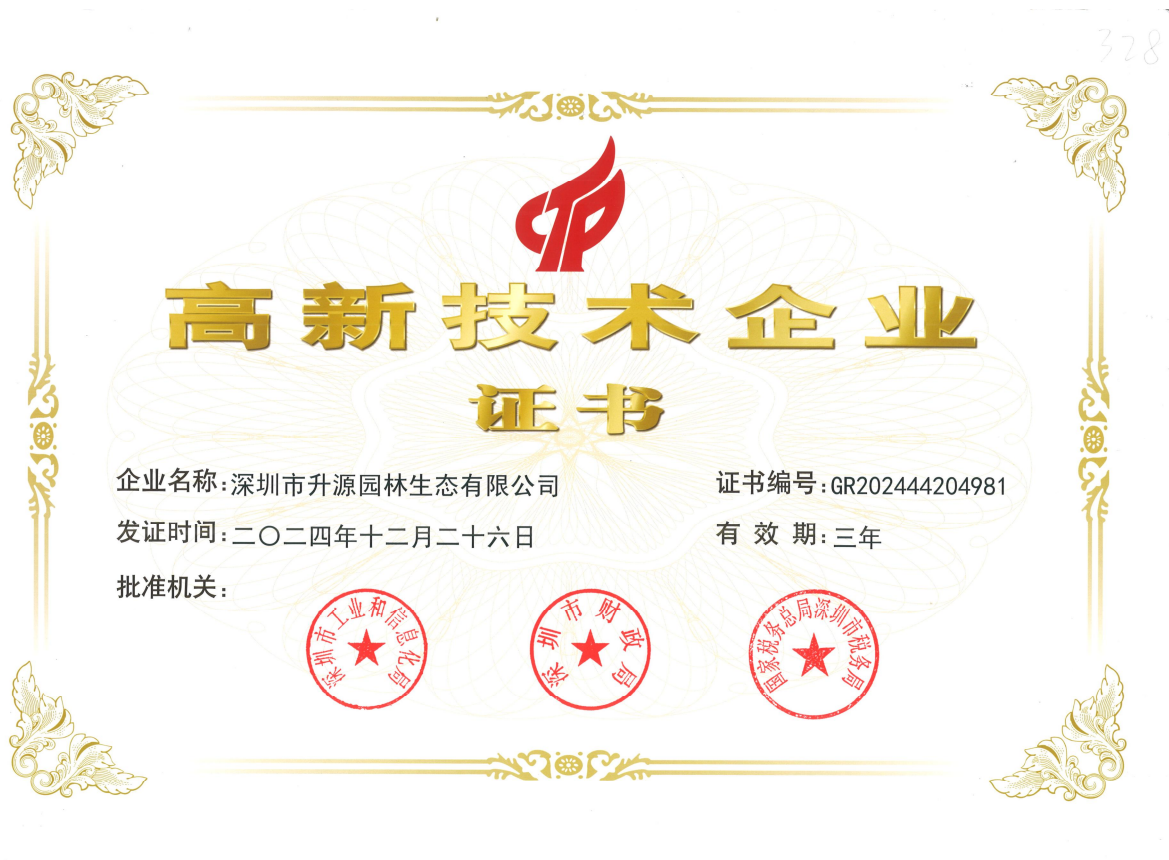 328
高新技术企业
证书
企业名称:深圳市升源园林生态有限公司
证书编号:GR202444204981
发证时间:二〇二四年十二月二十六日
有 效 期:三年
批准机关:
深圳市工业和信息化局
深圳市财政局
国家税务总局深圳市税务局